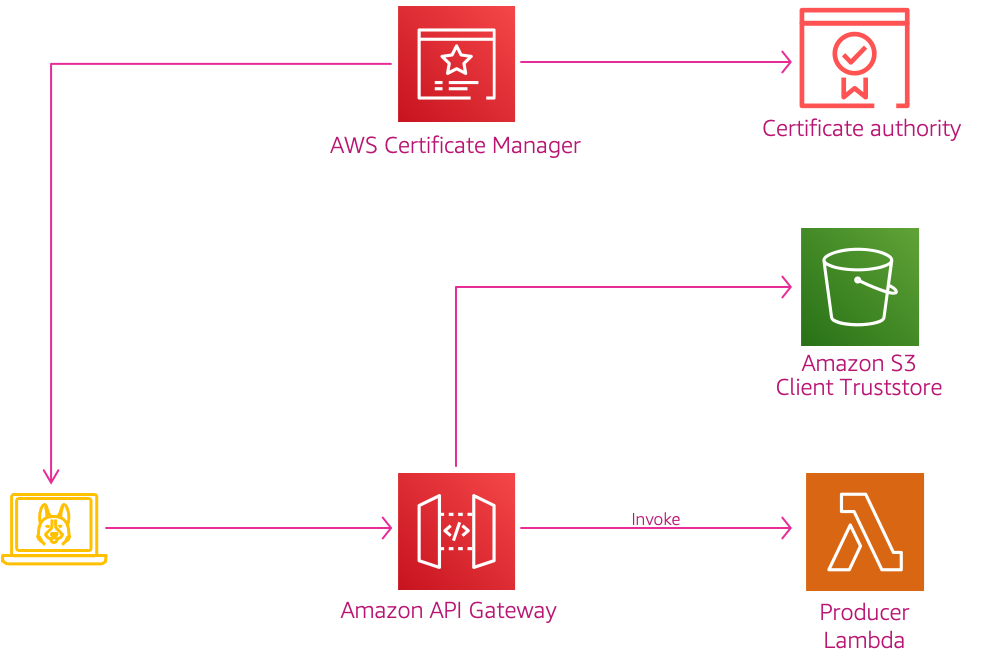 AWS Certificate Manager
Certificate authority
Amazon S3
Client Truststore
</>
Invoke
Amazon API Gateway
Producer
Lambda